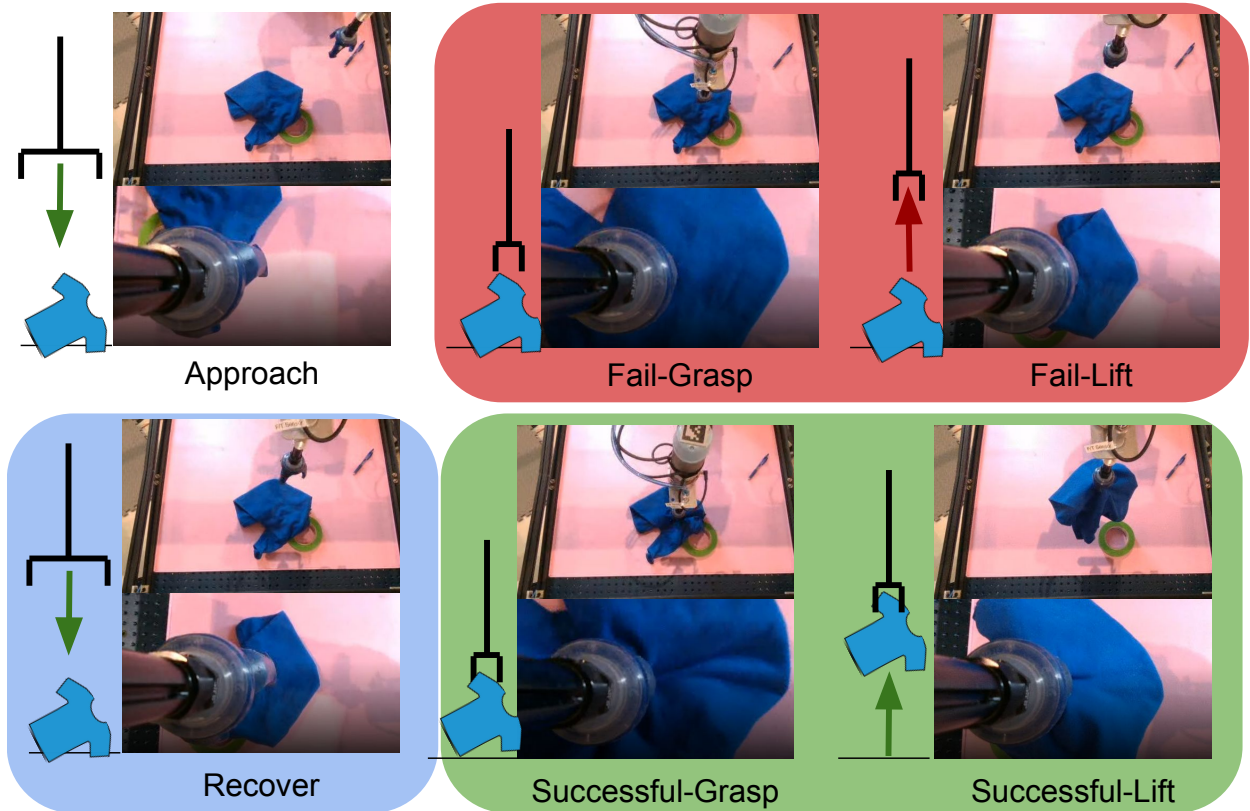 Approach
Fail-Grasp
Fail-Lift
Recover
Successful-Grasp
Successful-Lift